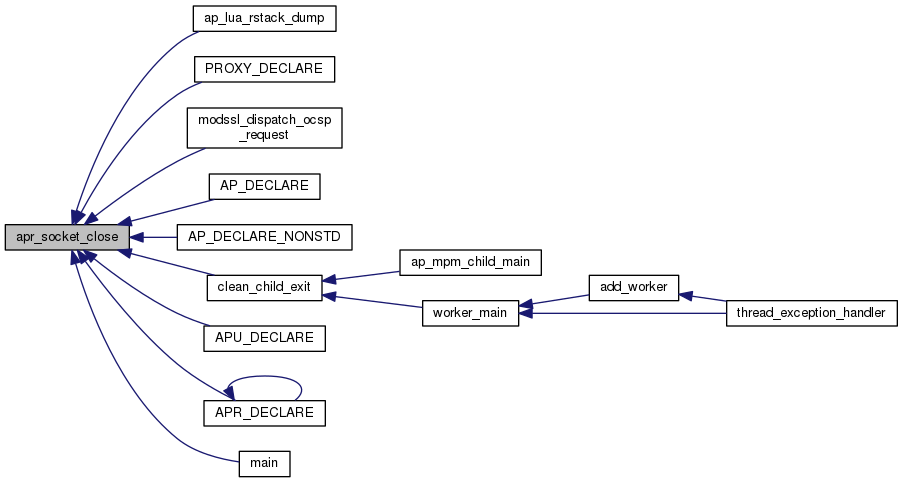 ap_lua_rstack_dump
PROXY_DECLARE
modssl_dispatch_ocsp
_request
AP_DECLARE
apr_socket_close
AP_DECLARE_NONSTD
clean_child_exit
ap_mpm_child_main
add_worker
worker_main
thread_exception_handler
APU_DECLARE
APR_DECLARE
main